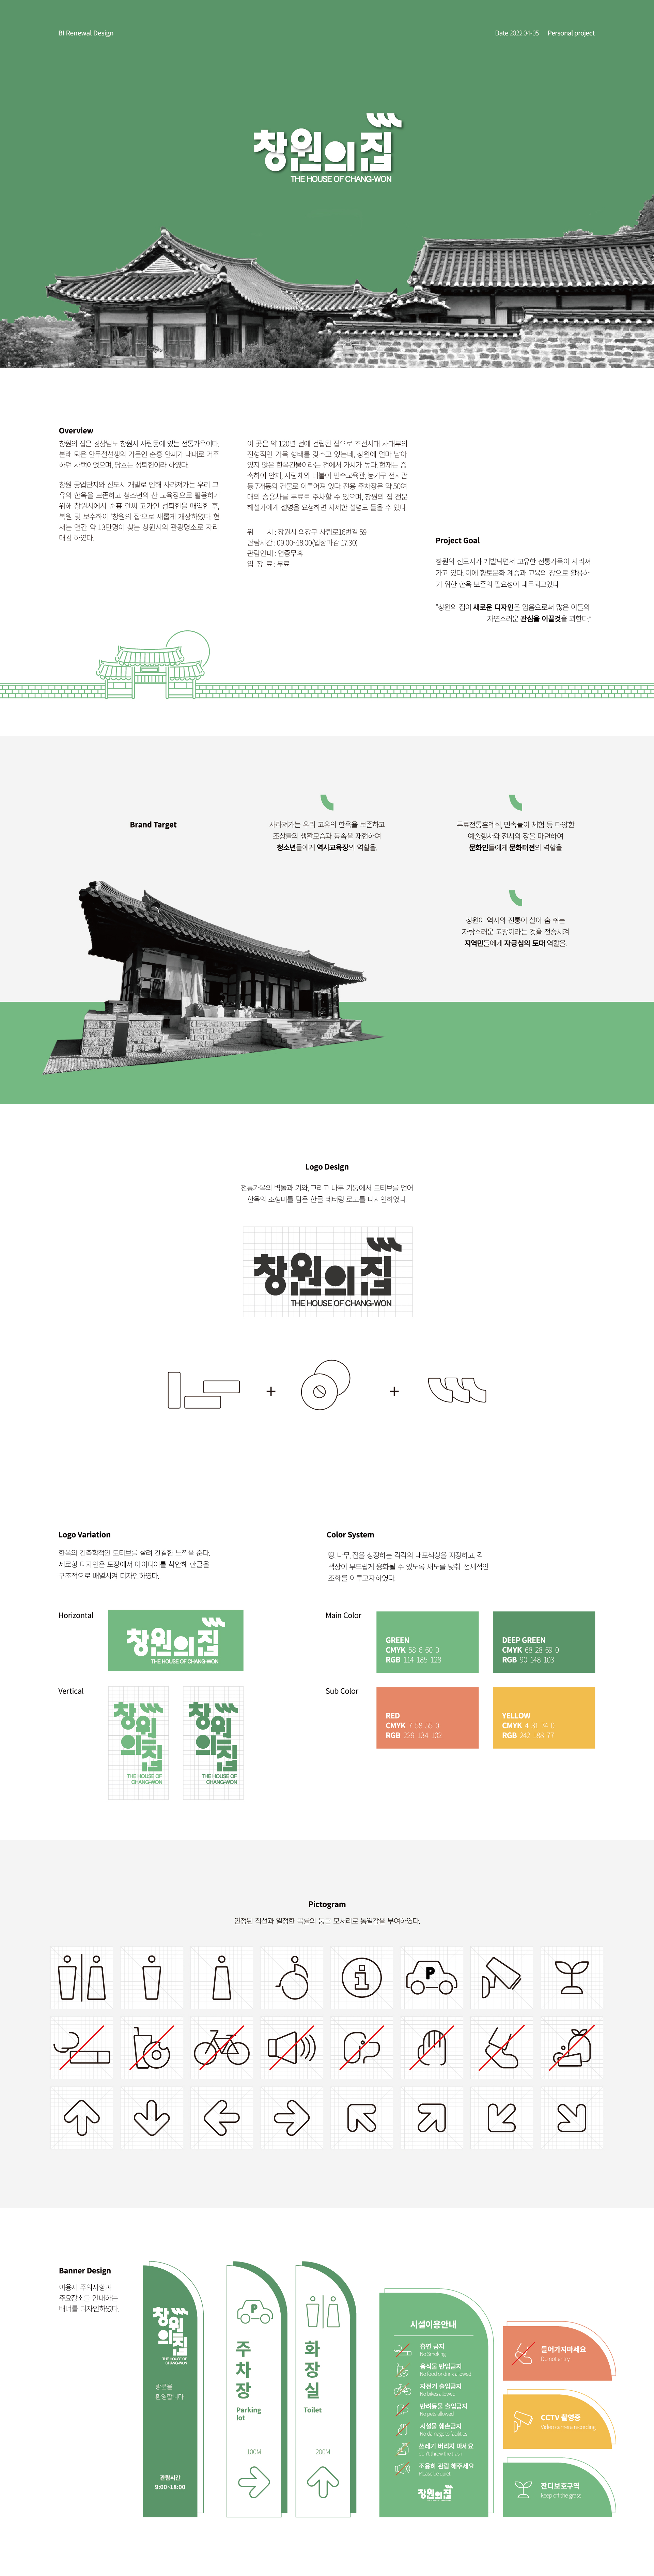 BI Renewal Design
Date 2022.04-05 Personal project
창원의집
THE HOUSE OF CHANG-WON
Overview
창원의 집은 경상남도 창원시 사림동에 있는 전통가옥이다.
본래 퇴은 안두철선생의 가문인 순흥 안씨가 대대로 거주
하던 사택이었으며, 당호는 성퇴헌이라 하였다.
창원 공업단지와 신도시 개발로 인해 사라져가는 우리 고
유의 한옥을 보존하고 청소년의 신 교육장으로 활용하기
위해 창원시에서 순흥 안씨 고가인 성퇴헌을 매입한 후,
복원 및 보수하여 '창원의 집'으로 새롭게 개장하였다. 현
재는 연간 약 13만명이 찾는 창원시의 관광명소로 자리
매김 하였다.
이 곳은 약 120년 전에 건립된 집으로 조선시대 사대부의
전형적인 가옥 형태를 갖추고 있는데, 창원에 얼마 남아
있지 않은 한옥건물이라는 점에서 가치가 높다. 현재는 증
축하여 안채, 사랑채와 더불어 민속교육관, 농기구 전시관
등 7개동의 건물로 이루어져 있다. 전용 주차장은 약 50여
대의 승용차를 무료로 주차할 수 있으며, 창원의 집 전문
해설가에게 설명을 요청하면 자세한 설명도 들을 수 있다.
위 치 : 창원시 의창구 사림로16번길 59
관림시간 : 09:00~18:00(입장마감 17:30)
관람안내 : 연중무휴
입 장 료 : 무료
Project Goal
창원의 신도시가 개발되면서 고유한 전통가옥이 사라져
가고 있다. 이에 향토문화 계승과 교육의 장으로 활용하
기 위한 한옥 보존의 필요성이 대두되고있다.
"창원의 집이 새로운 디자인을 입음으로써 많은 이들의
자연스러운 관심을 이끌것을 꾀한다."
Brand Target
사라져가는 우리 고유의 한옥을 보존하고
조상들의 생활모습과 풍속을 재현하여
청소년들에게 역사교육장의 역할을.
무료전통혼례식, 민속놀이 체험 등 다양한
예술행사와 전시의 장을 마련하여
문화인들에게 문화터전의 역할을
창원이 역사와 전통이 살아 숨 쉬는
자랑스러운 고장이라는 것을 전승시켜
지역민들에게 자긍심의 토대 역할을.
Logo Design
전통가옥의 벽돌과 기와, 그리고 나무 기둥에서 모티브를 얻어
한옥의 조형미를 담은 한글 레터링 로고를 디자인하였다.
창원의집
THE HOUSE OF CHANG-WON
+ +
Logo Variation
한옥의 건축학적인 모티브를 살려 간결한 느낌을 준다.
세로형 디자인은 도장에서 아이디어를 착안해 한글을
구조적으로 배열시켜 디자인하였다.
Horizontal
창원의집
THE HOUSE OF CHANG-WON
Vertical
창원의집
THE HOUSE OF
CHANG-WON
창원의집
THE HOUSE OF
CHANG-WON
Color System
땅, 나무, 집을 상징하는 각각의 대표색상을 지정하고, 각
색상이 부드럽게 융화될 수 있도록 채도를 낮춰 전체적인
조화를 이루고자하였다.
Main Color
GREEN
CMYK 58 6 60 0
RGB 114 185 128
DEEP GREEN
CMYK 68 28 69 0
RGB 90 148 103
Sub Color
RED
CMYK 7 58 55 0
RGB 229 134 102
YELLOW
CMYK 4 31 74 0
RGB 242 188 77
Pictogram
안정된 직선과 일정한 곡률의 둥근 모서리로 통일감을 부여하였다.
P
Banner Design
이용시 주의사항과
주요장소를 안내하는
배너를 디자인하였다.
창원의집
THE HOUSE OF
CHANG-WON
방문을
환영합니다.
관람시간
9:00~18:00
P
주차장
Parking
lot
100M
화장실
Toilet
200M
시설이용안내
흡연 금지
No Smoking
음식물 반입금지
No food or drink allowed
자전거 출입금지
No bikes allowed
반려동물 출입금지
No pets allowed
시설물 훼손금지
No damage to facilities
쓰레기 버리지 마세요
don't throw the trash
조용히 관람 해주세요
Please be quiet
창원의집
들어가지마세요
Do not entry
CCTV 촬영중
Video camera recording
잔디보호구역
keep off the grass